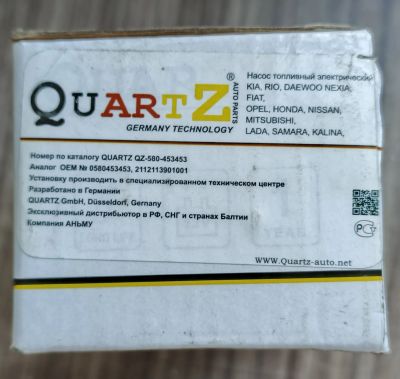 QUARTZ®
AUTO PARTS
GERMANY TECHNOLOGY
Насос топливный электрический
KIA, RIO, DAEWOO NEXIA,
FIAT,
OPEL, HONDA, NISSAN,
MITSUBISHI,
LADA, SAMARA, KALINA,
Номер по каталогу QUARTZ QZ-580-453453
Аналог OEM № 0580453453, 2112113901001
Установку производить в специализированном техническом центре
Разработано в Германии
QUARTZ GmbH, Düsseldorf, Gernany
Эксклюзивный дистрибьютор в РФ, СНГ и странах Балтии
Компания АНЬМУ
www.Quartz-auto.net